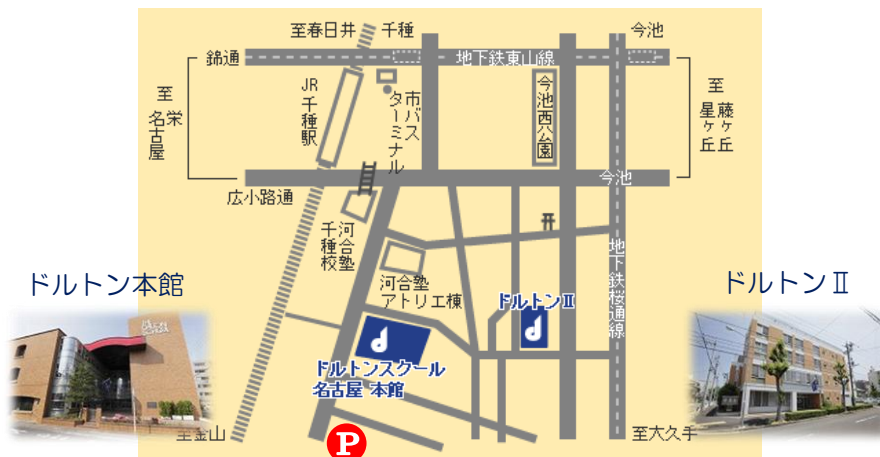 至春日井
千種
今池
錦通
地下鉄東山線
至
栄
名古屋
JR
千種駅
市バス
ターミナル
今池西公園
至
藤ヶ丘
星ヶ丘
今池
広小路通
河合塾
千種校
地下鉄桜通線
河合塾
アトリエ棟
ドルトン本館
ドルトンⅡ
ドルトンⅡ
ドルトンスクール
名古屋 本館
至金山
P
至大久手